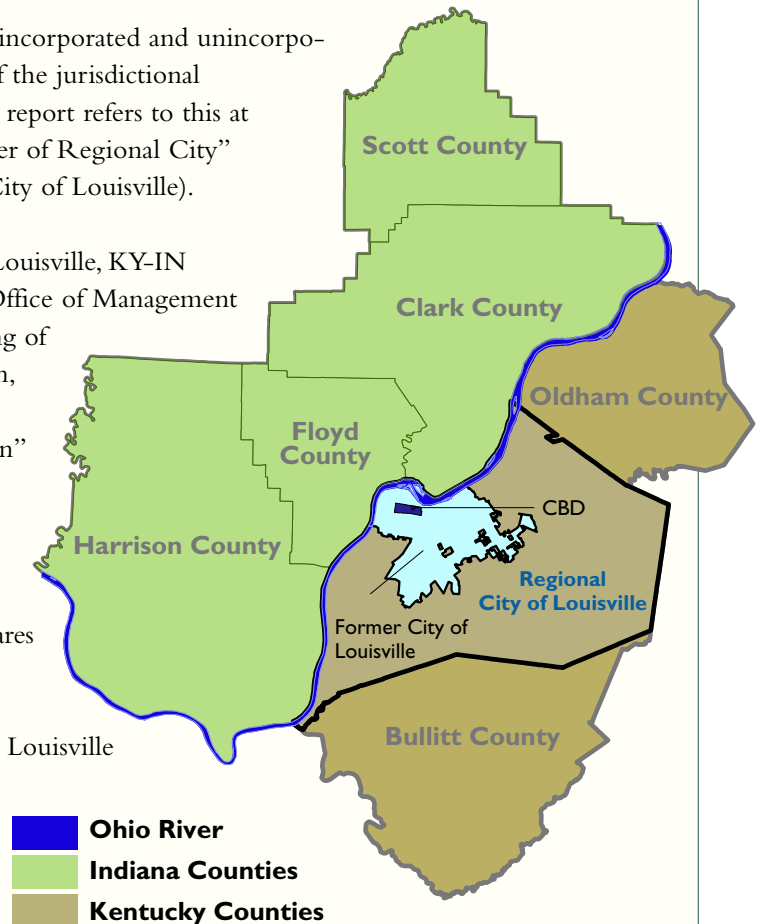 incorporated and unincorpo-
f the jurisdictional
report refers to this at
er of Regional City”
City of Louisville).
Louisville, KY-IN
Office of Management
ng of
n,
n”
ares
Louisville
Scott County
Clark County
Oldham County
Floyd
County
CBD
Harrison County
Regional
City of Louisville
Former City of
Louisville
Bullitt County
Ohio River
Indiana Counties
Kentucky Counties